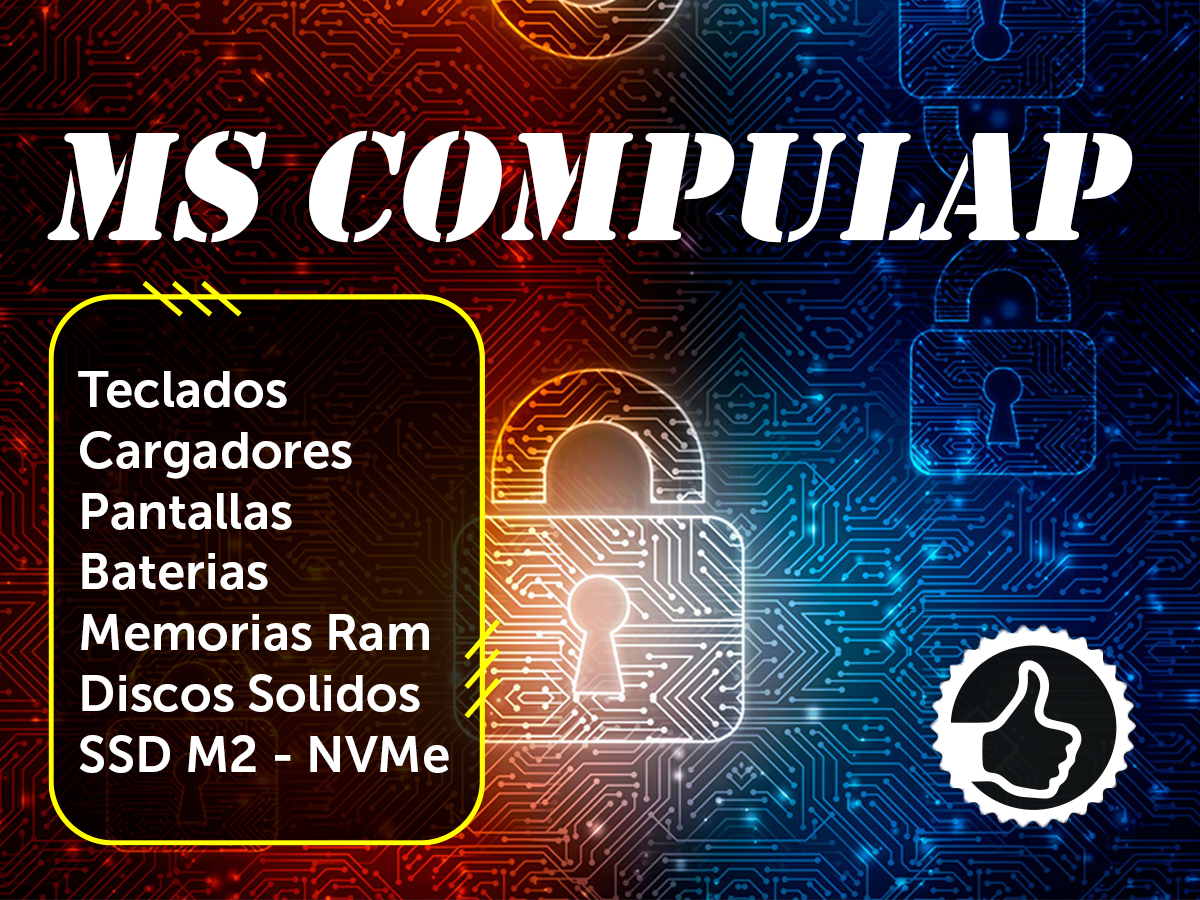 MS COMPULAP
Teclados
Cargadores
Pantallas
Baterias
Memorias Ram
Discos Solidos
SSD M2 - NVMe